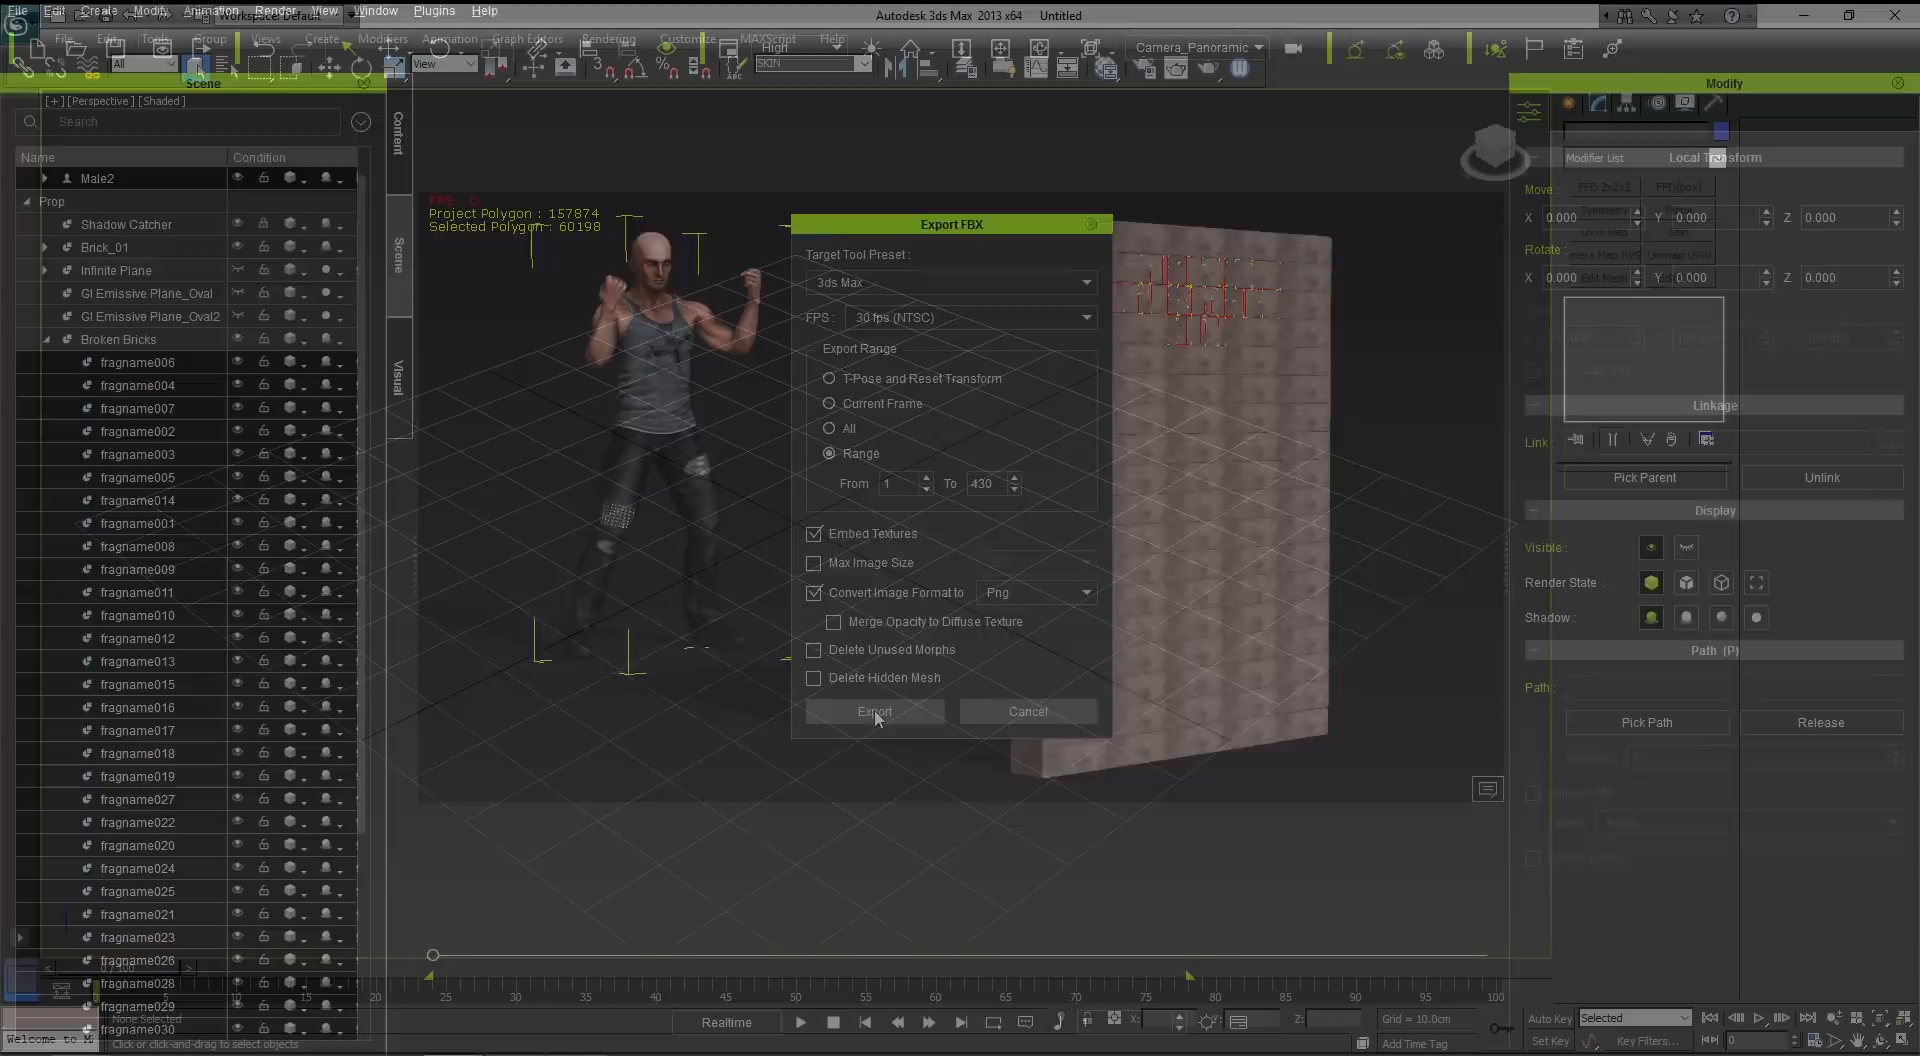 File Edit Create Modify Animation Render View Window Plugins Help
Workspace: Default
Autodesk 3ds Max 2013 x64 Untitled
File Edit Tools Group Views Create Modifiers Animation Graph Editors Rendering Customize MAXScript Help
High
Camera_Panoramic
All
View
SKIN
Scene
Modify
[+] [Perspective] [Shaded]
Search
Content
Scene
Visual
Name Condition
Male2
Prop
Shadow Catcher
Brick_01
Infinite Plane
GI Emissive Plane_Oval
GI Emissive Plane_Oval2
Broken Bricks
fragname006
fragname004
fragname007
fragname002
fragname003
fragname005
fragname014
fragname001
fragname008
fragname009
fragname011
fragname010
fragname012
fragname013
fragname015
fragname016
fragname017
fragname018
fragname019
fragname027
fragname022
fragname020
fragname024
fragname025
fragname021
fragname023
fragname026
fragname028
fragname029
fragname030
Project Polygon : 157874
Selected Polygon : 60198
Export FBX
Target Tool Preset :
3ds Max
FPS : 30 fps (NTSC)
Export Range
T-Pose and Reset Transform
Current Frame
All
Range
From 1 To 430
Embed Textures
Max Image Size
Convert Image Format to Png
Merge Opacity to Diffuse Texture
Delete Unused Morphs
Delete Hidden Mesh
Export Cancel
Modifier List
Local Transform
Move :
X 0.000 Y 0.000 Z 0.000
Rotate :
X 0.000 Y 0.000 Z 0.000
Linkage
Link :
Pick Parent Unlink
Display
Visible :
Render State :
Shadow :
Path (P)
Path :
Pick Path Release
0 / 100
5 10 15 20 25 30 35 40 45 50 55 60 65 70 75 80 85 90 95 100
None Selected
Welcome to M
Click or click-and-drag to select objects
Realtime
X: Y: Z:
Grid = 10.0cm
Add Time Tag
Auto Key Selected
Set Key Key Filters...
0